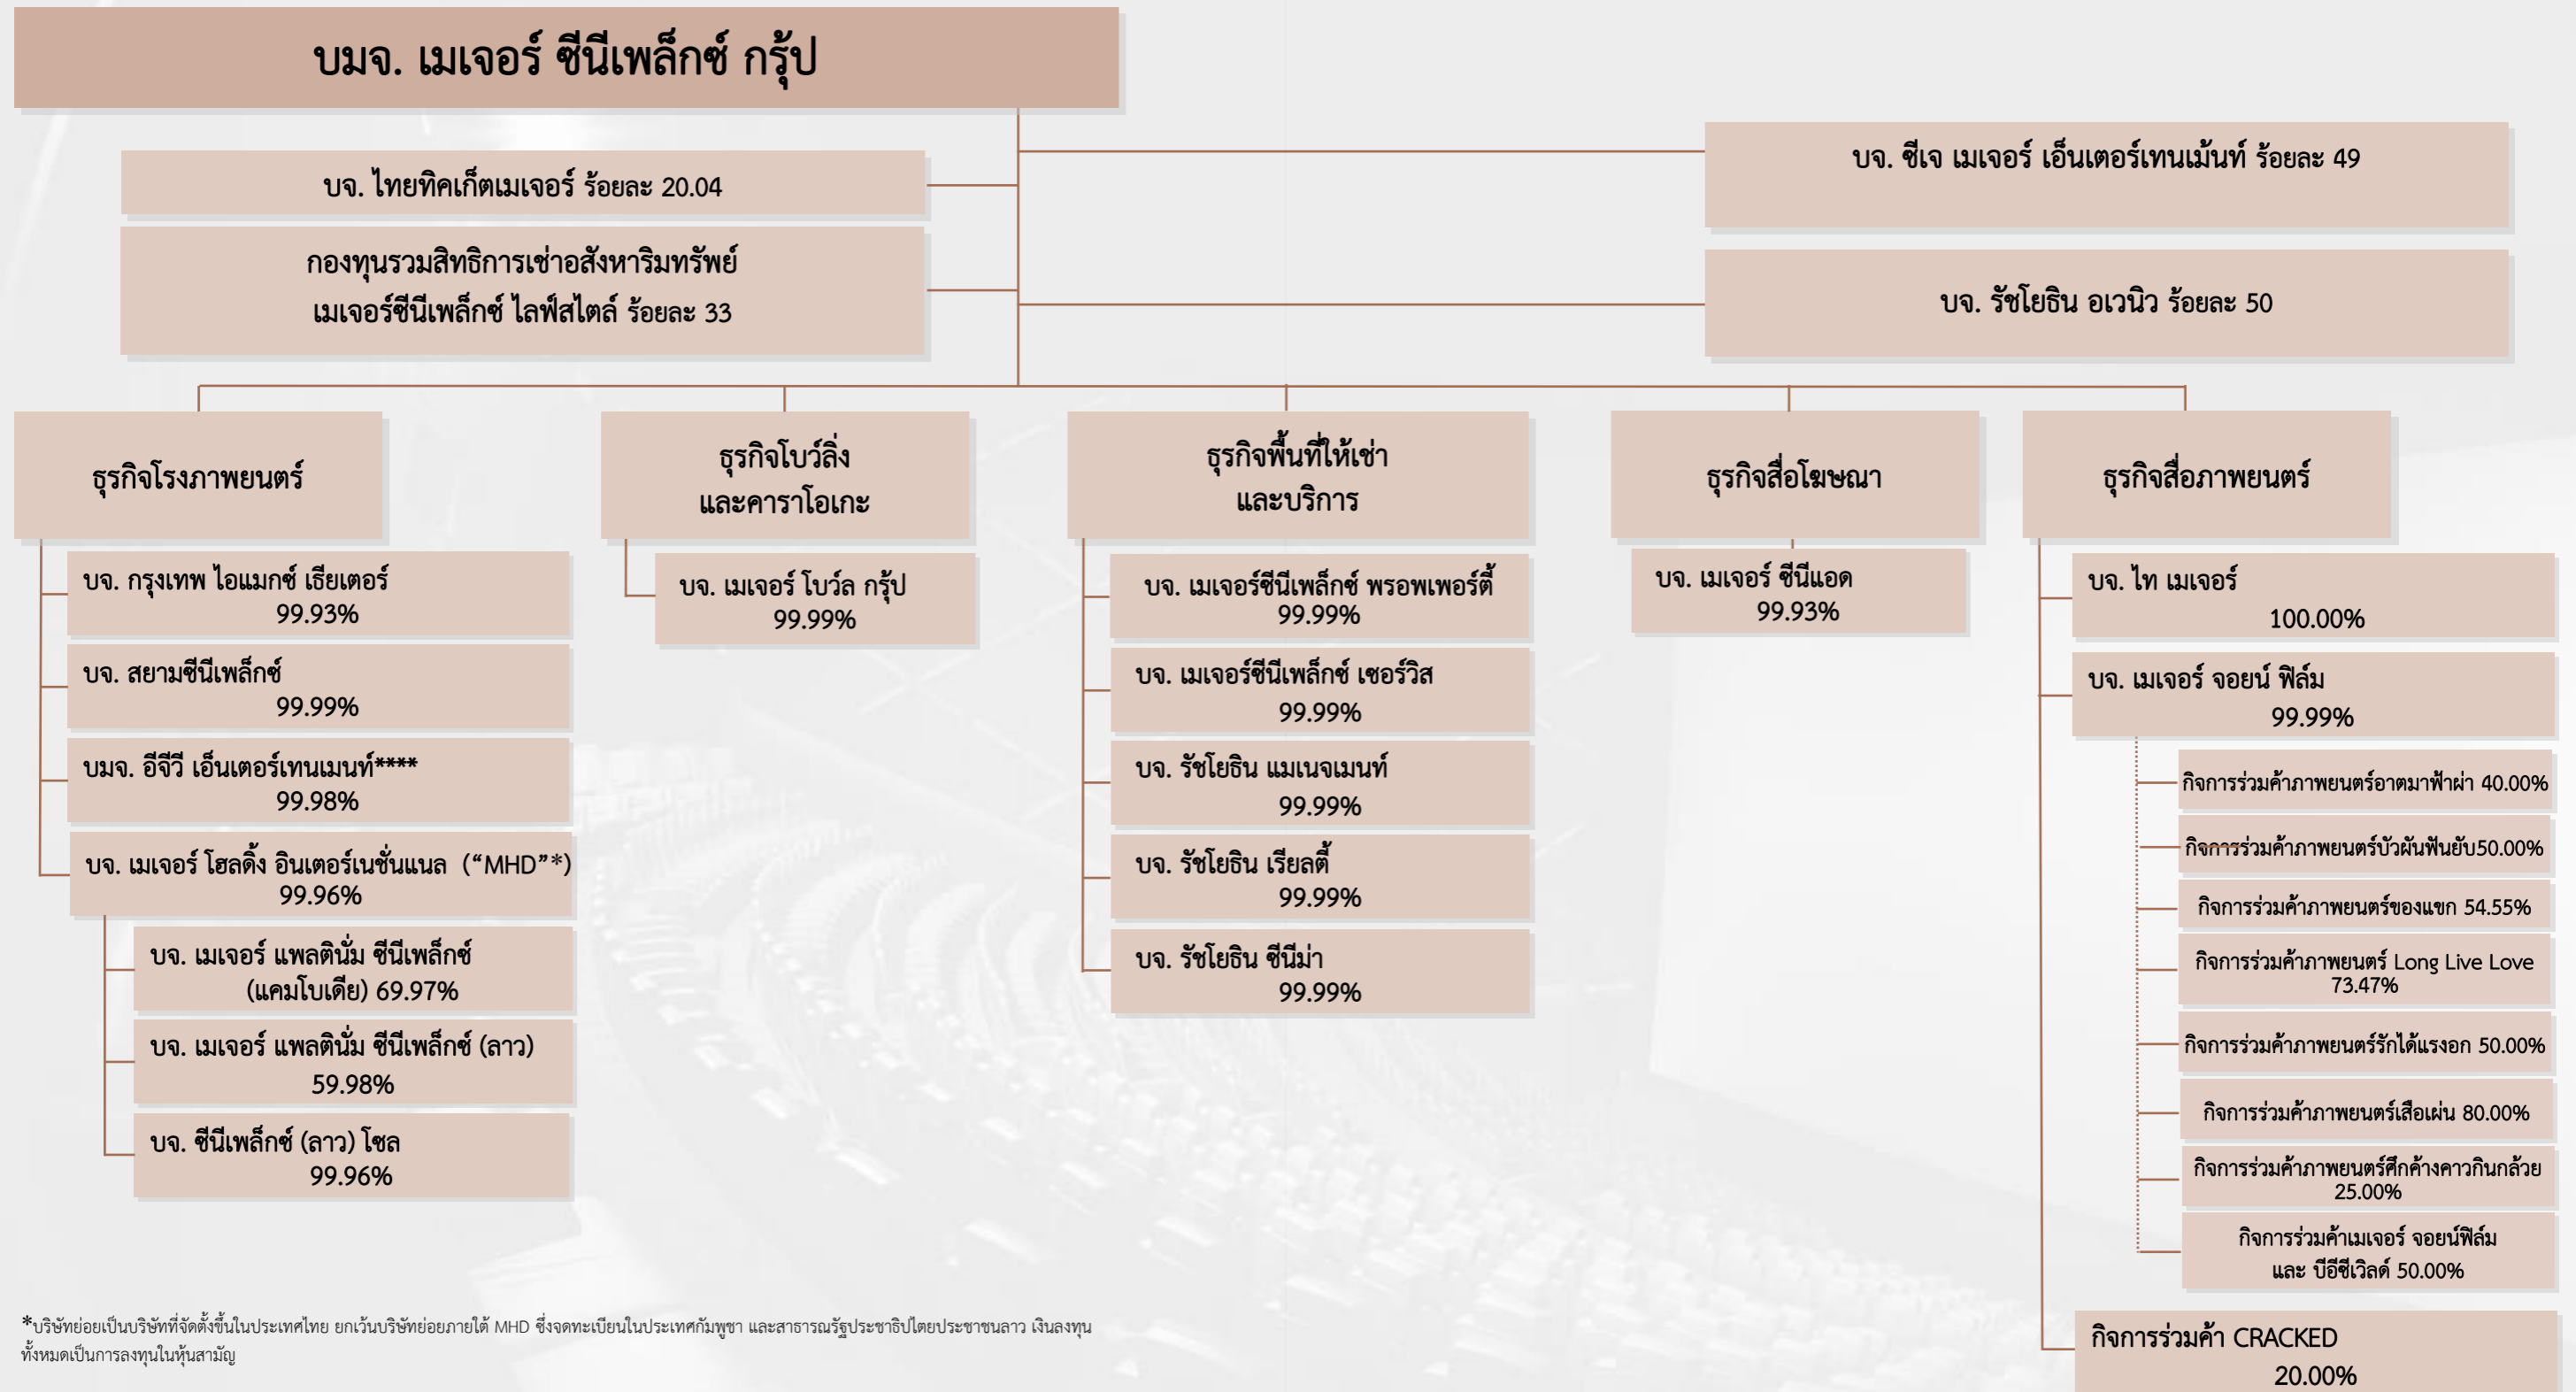 บมจ. เมเจอร์ ซีนีเพล็กซ์ กรุ้ป
บจ. ไทยทิคเก็ตเมเจอร์ ร้อยละ 20.04
กองทุนรวมสิทธิการเช่าอสังหาริมทรัพย์
เมเจอร์ซีนีเพล็กซ์ ไลฟ์สไตล์ ร้อยละ 33
บจ. ซีเจ เมเจอร์ เอ็นเตอร์เทนเม้นท์ ร้อยละ 49
บจ. รัชโยธิน อเวนิว ร้อยละ 50
ธุรกิจโรงภาพยนตร์
บจ. กรุงเทพ ไอแมกซ์ เธียเตอร์
99.93%
บจ. สยามซีนีเพล็กซ์
99.99%
บมจ. อีจีวี เอ็นเตอร์เทนเมนท์****
99.98%
บจ. เมเจอร์ โฮลดิ้ง อินเตอร์เนชั่นแนล (“MHD”*)
99.96%
บจ. เมเจอร์ แพลตินั่ม ซีนีเพล็กซ์
(แคมโบเดีย) 69.97%
บจ. เมเจอร์ แพลตินั่ม ซีนีเพล็กซ์ (ลาว)
59.98%
บจ. ซีนีเพล็กซ์ (ลาว) โซล
99.96%
ธุรกิจโบว์ลิ่ง
และคาราโอเกะ
บจ. เมเจอร์ โบว์ล กรุ้ป
99.99%
ธุรกิจพื้นที่ให้เช่า
และบริการ
บจ. เมเจอร์ซีนีเพล็กซ์ พรอพเพอร์ตี้
99.99%
บจ. เมเจอร์ซีนีเพล็กซ์ เซอร์วิส
99.99%
บจ. รัชโยธิน แมเนจเมนท์
99.99%
บจ. รัชโยธิน เรียลตี้
99.99%
บจ. รัชโยธิน ซีนีม่า
99.99%
ธุรกิจสื่อโฆษณา
บจ. เมเจอร์ ซีนีแอด
99.93%
ธุรกิจสื่อภาพยนตร์
บจ. ไท เมเจอร์
100.00%
บจ. เมเจอร์ จอยน์ ฟิล์ม
99.99%
กิจการร่วมค้าภาพยนตร์อาตมาฟ้าผ่า 40.00%
กิจการร่วมค้าภาพยนตร์บัวผันฟันยับ50.00%
กิจการร่วมค้าภาพยนตร์ของแขก 54.55%
กิจการร่วมค้าภาพยนตร์ Long Live Love
73.47%
กิจการร่วมค้าภาพยนตร์รักได้แรงอก 50.00%
กิจการร่วมค้าภาพยนตร์เสือเผ่น 80.00%
กิจการร่วมค้าภาพยนตร์ศึกค้างคาวกินกล้วย
25.00%
กิจการร่วมค้าเมเจอร์ จอยน์ฟิล์ม
และ บีอีซีเวิลด์ 50.00%
กิจการร่วมค้า CRACKED
20.00%
*บริษัทย่อยเป็นบริษัทที่จัดตั้งขึ้นในประเทศไทย ยกเว้นบริษัทย่อยภายใต้ MHD ซึ่งจดทะเบียนในประเทศกัมพูชา และสาธารณรัฐประชาธิปไตยประชาชนลาว เงินลงทุน
ทั้งหมดเป็นการลงทุนในหุ้นสามัญ